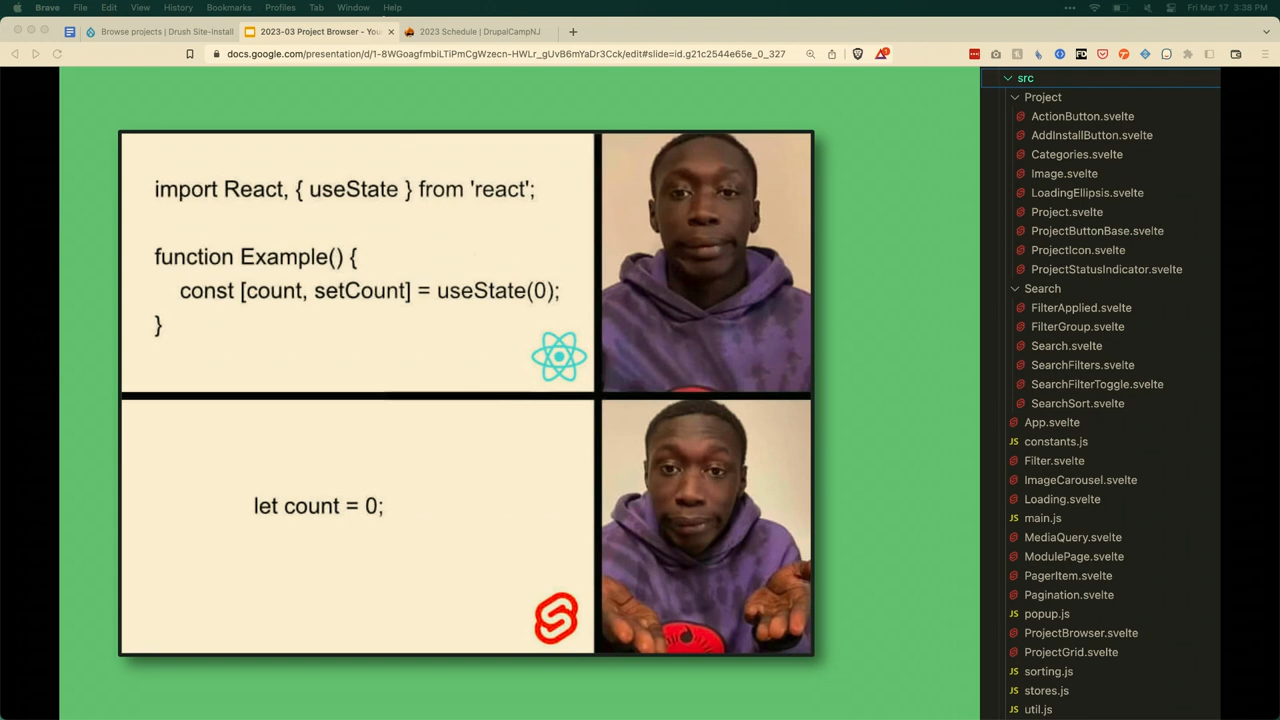 Brave File Edit View History Bookmarks Profiles Tab Window Help Fri Mar 17 3:38 PM
Browse projects | Drush Site-Install
2023-03 Project Browser - You
2023 Schedule | DrupalCampNJ
docs.google.com/presentation/d/1-8WGoagfmbiLTiPmCgWzecn-HWLr_gUvB6mYaDr3Cck/edit#slide=id.g21c2544e65e_0_327
import React, { useState } from 'react';
function Example() {
const [count, setCount] = useState(0);
}
let count = 0;
src
Project
ActionButton.svelte
AddInstallButton.svelte
Categories.svelte
Image.svelte
LoadingEllipsis.svelte
Project.svelte
ProjectButtonBase.svelte
ProjectIcon.svelte
ProjectStatusIndicator.svelte
Search
FilterApplied.svelte
FilterGroup.svelte
Search.svelte
SearchFilters.svelte
SearchFilterToggle.svelte
SearchSort.svelte
App.svelte
JS constants.js
Filter.svelte
ImageCarousel.svelte
Loading.svelte
JS main.js
MediaQuery.svelte
ModulePage.svelte
PagerItem.svelte
Pagination.svelte
JS popup.js
ProjectBrowser.svelte
ProjectGrid.svelte
JS sorting.js
JS stores.js
JS util.js